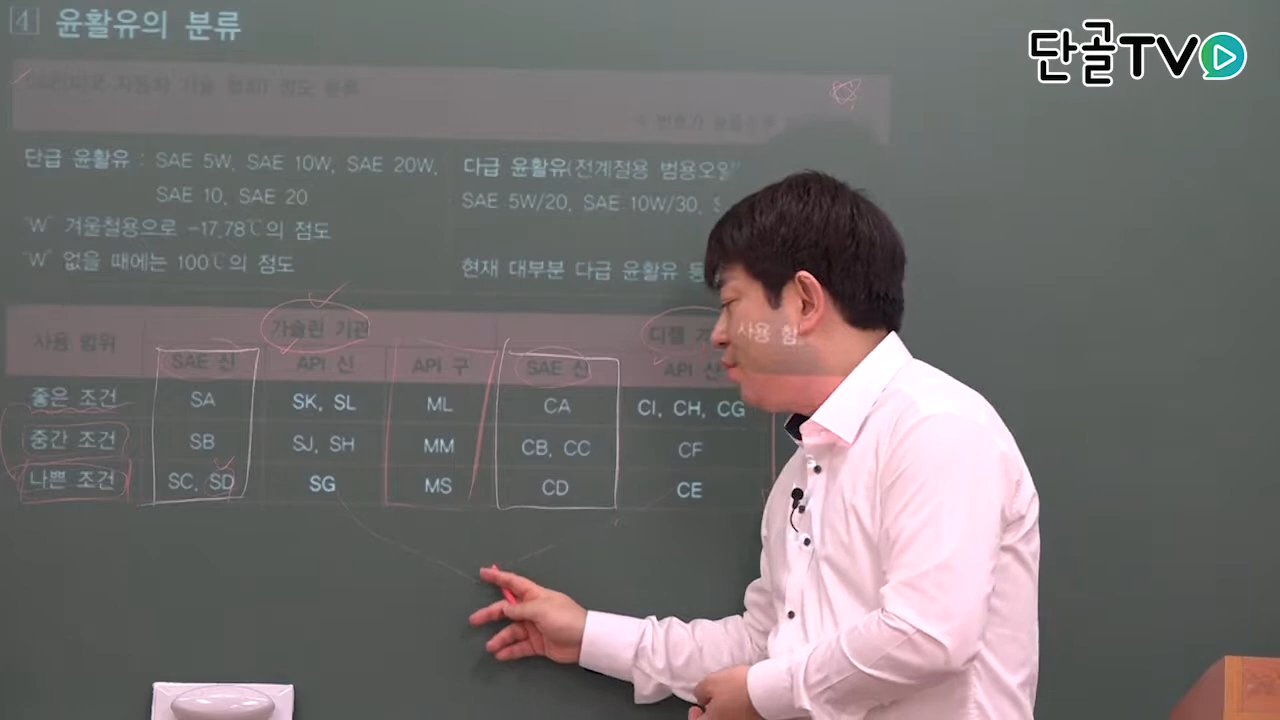 단골TV
4 윤활유의 분류
단급 윤활유 : SAE 5W, SAE 10W, SAE 20W,
SAE 10, SAE 20
"W" 겨울철용으로 -17.78℃의 점도
"W" 없을 때에는 100℃의 점도
다급 윤활유(전계절용 범용오일)
SAE 5W/20, SAE 10W/30,
현재 대부분 다급 윤활유
사용 함
사용 범위 가솔린 기관 디젤
SAE 신 API 신 API 구 SAE 신 API 신
좋은 조건 SA SK, SL ML CA CI, CH, CG
중간 조건 SB SJ, SH MM CB, CC CF
나쁜 조건 SC, SD SG MS CD CE